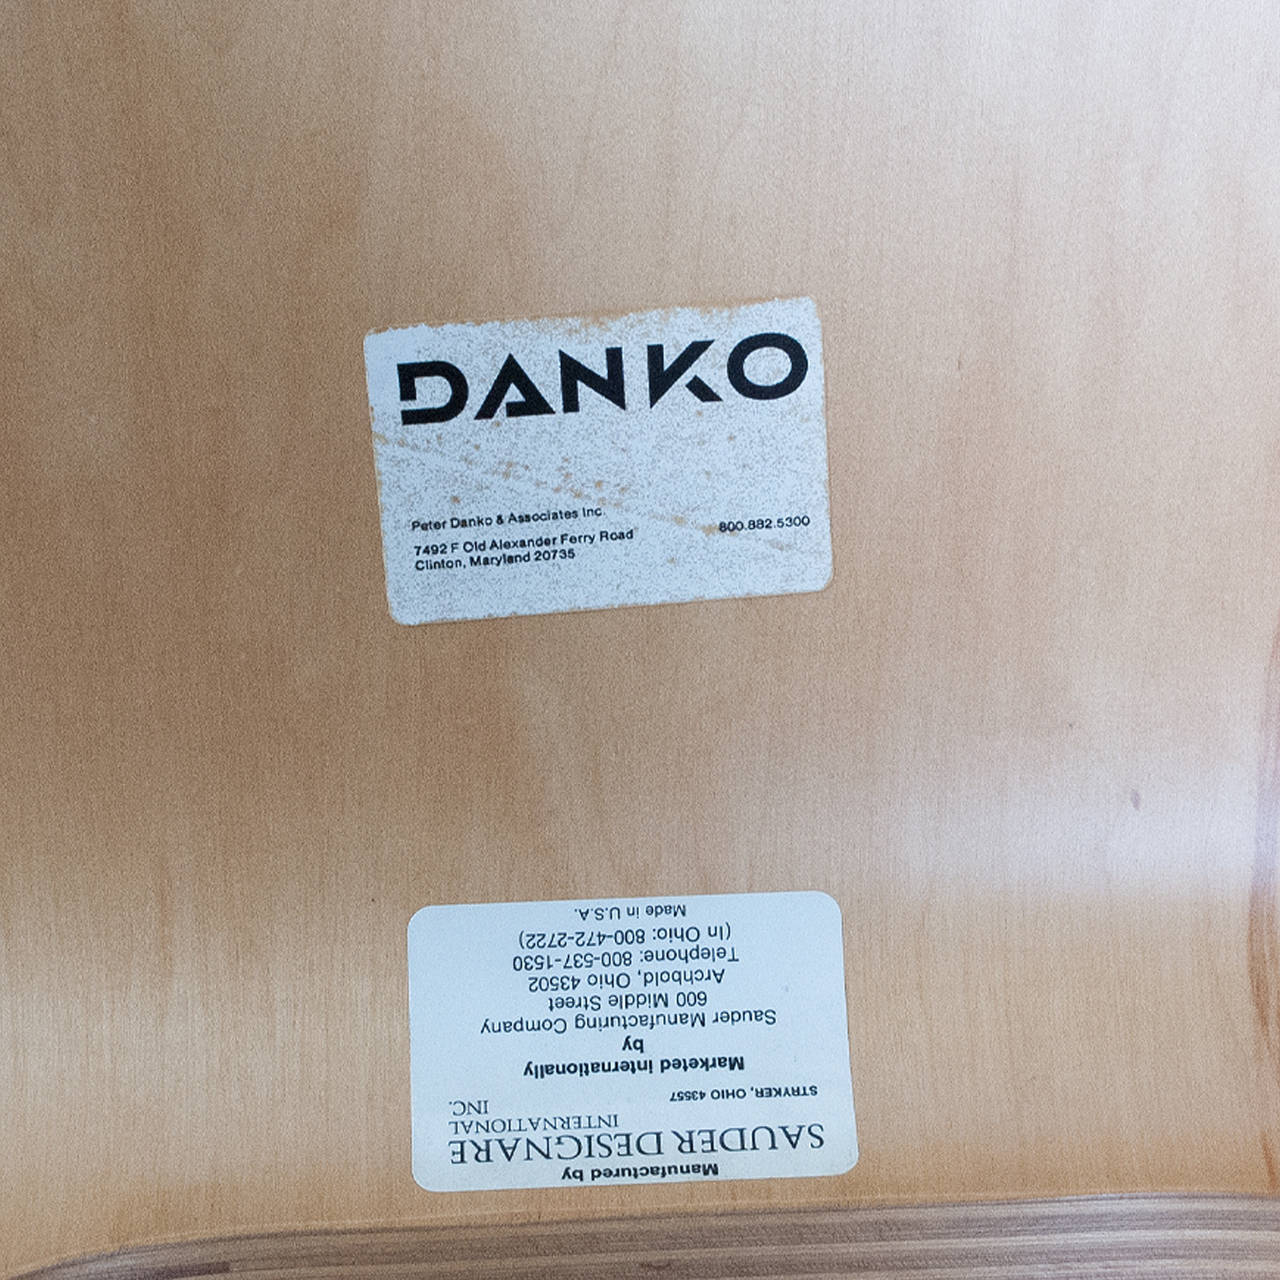 DANKO
Peter Danko & Associates Inc.
7492 F Old Alexander Ferry Road
Clinton, Maryland 20735
800.882.5300
Manufactured by
SAUDER DESIGNARE
INTERNATIONAL
INC.
STRYKER, OHIO 43557
Marketed internationally
by
Sauder Manufacturing Company
600 Middle Street
Archbold, Ohio 43502
Telephone: 800-537-1530
(In Ohio: 800-472-2722)
Made in U.S.A.